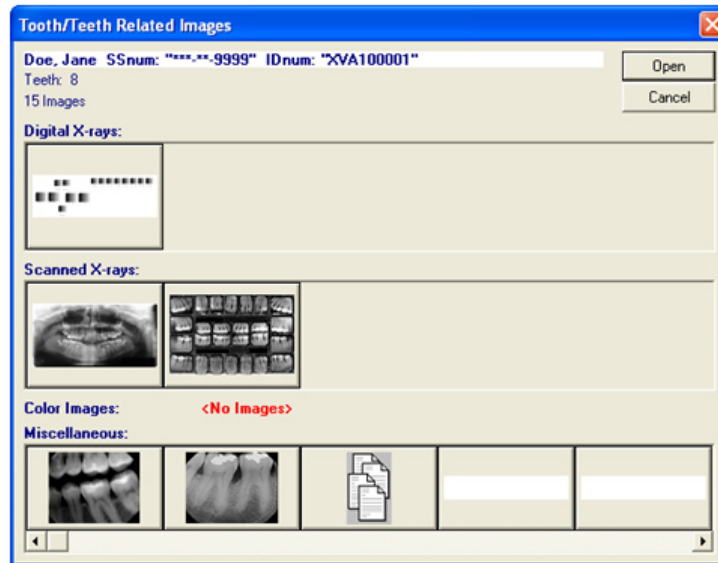 Tooth/Teeth Related Images
Doe, Jane SSnum: "***-**-9999" IDnum: "XVA100001"
Open
Teeth: 8
15 Images
Cancel
Digital X-rays:
Scanned X-rays:
Color Images: <No Images>
Miscellaneous: